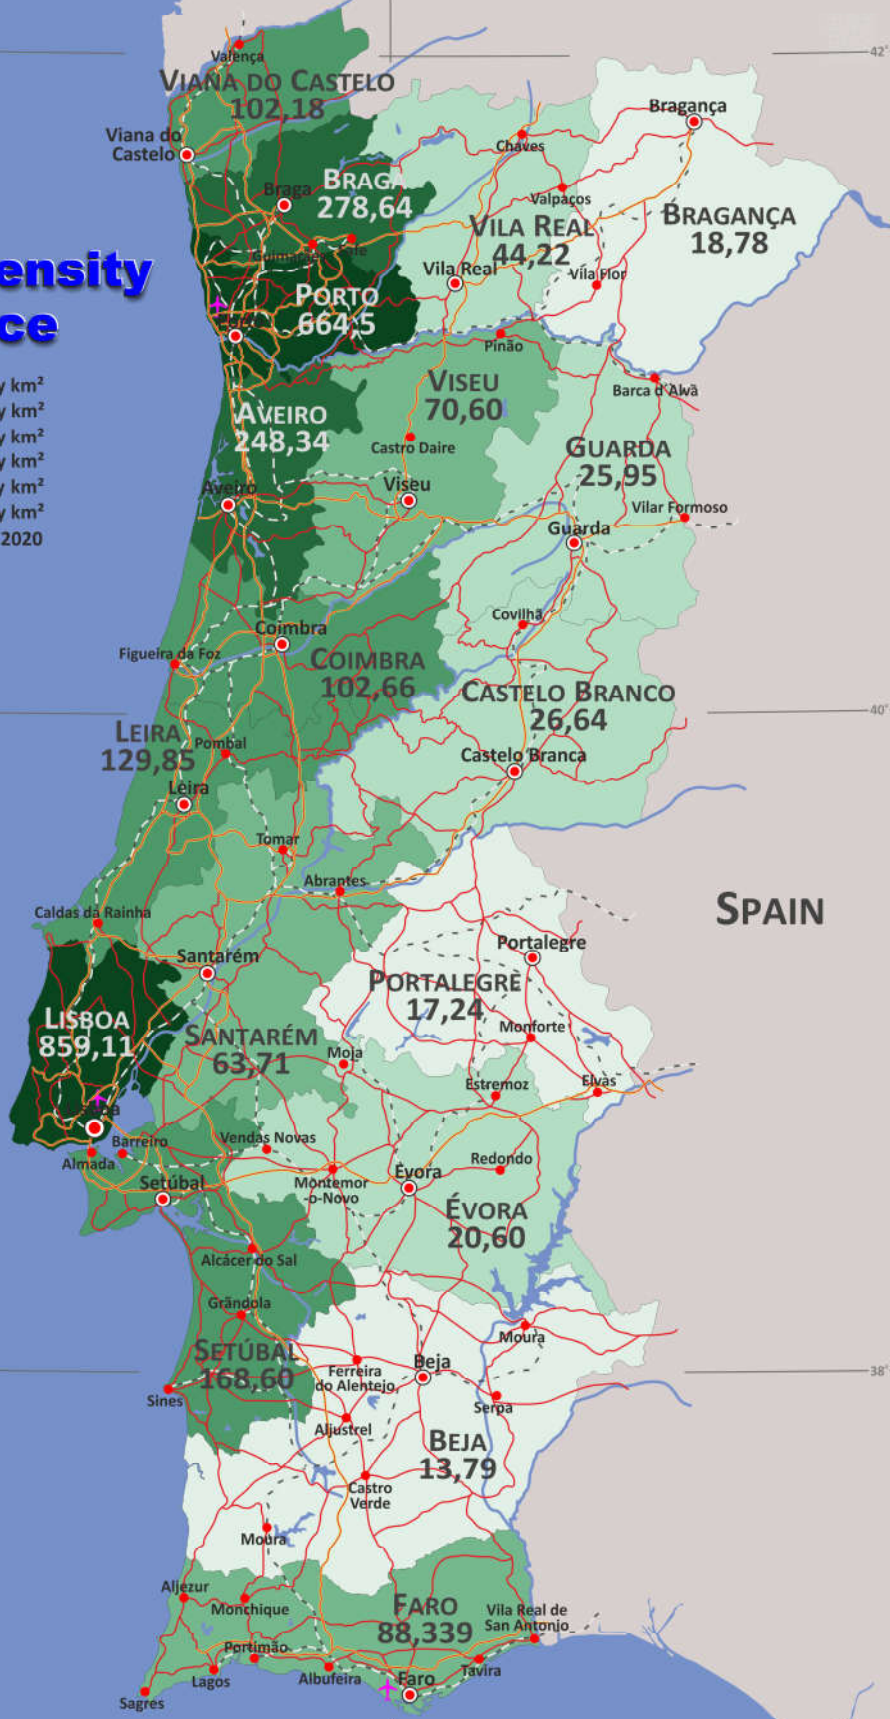 42°
Valença
VIANA DO CASTELO
102,18
Bragança
Viana do
Castelo
Chaves
BRAGA
278,64
Braga
Valpaços
BRAGANÇA
18,78
VILA REAL
44,22
Guimarães
Vila Real
Vila Flor
ensity
ce
PORTO
664,5
Pinão
y km²
y km²
y km²
y km²
y km²
y km²
2020
VISEU
70,60
Barca d'Alva
AVEIRO
248,34
Castro Daire
GUARDA
25,95
Aveiro
Viseu
Vilar Formoso
Guarda
Covilhã
Coimbra
Figueira da Foz
COIMBRA
102,66
CASTELO BRANCO
26,64
40°
LEIRA
129,85
Pombal
Castelo Branca
Leira
Tomar
Abrantes
Caldas da Rainha
SPAIN
Portalegre
Santarém
PORTALEGRE
17,24
LISBOA
859,11
SANTARÉM
63,71
Monforte
Moja
Estremoz
Elvas
Barreiro
Almada
Vendas Novas
Redondo
Setúbal
Montemor
-o-Novo
Évora
ÉVORA
20,60
Alcácer do Sal
Grãndola
Moura
SETÚBAL
168,60
Ferreira
do Alentejo
Beja
38°
Sines
Serpa
Aljustrel
BEJA
13,79
Castro
Verde
Moura
Aljezur
Monchique
FARO
88,339
Vila Real de
San Antonio
Portimão
Lagos
Albufeira
Faro
Tavira
Sagres